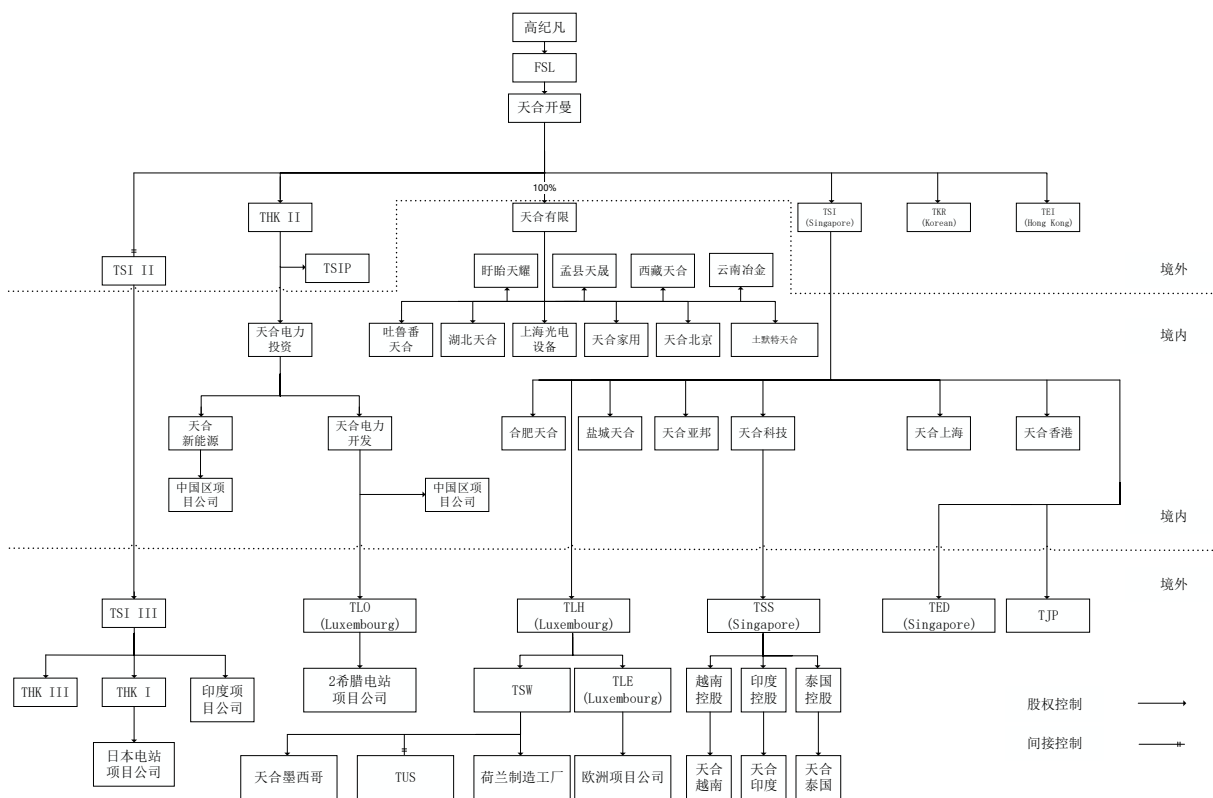 高纪凡
FSL
天合开曼
100%
THK II
天合有限
TSI
(Singapore)
TKR
(Korean)
TEI
(Hong Kong)
TSI II
TSIP
盱眙天耀
孟县天晟
西藏天合
云南冶金
境外
天合电力
投资
吐鲁番
天合
湖北天合
上海光电
设备
天合家用
天合北京
土默特天合
境内
天合
新能源
天合电力
开发
合肥天合
盐城天合
天合亚邦
天合科技
天合上海
天合香港
中国区项
目公司
中国区项
目公司
境内
境外
TSI III
TLO
(Luxembourg)
TLH
(Luxembourg)
TSS
(Singapore)
TED
(Singapore)
TJP
THK III
THK I
印度项
目公司
2希腊电站
项目公司
TSW
TLE
(Luxembourg)
越南
控股
印度
控股
泰国
控股
股权控制
间接控制
日本电站
项目公司
天合墨西哥
TUS
荷兰制造工厂
欧洲项目公司
天合
越南
天合
印度
天合
泰国